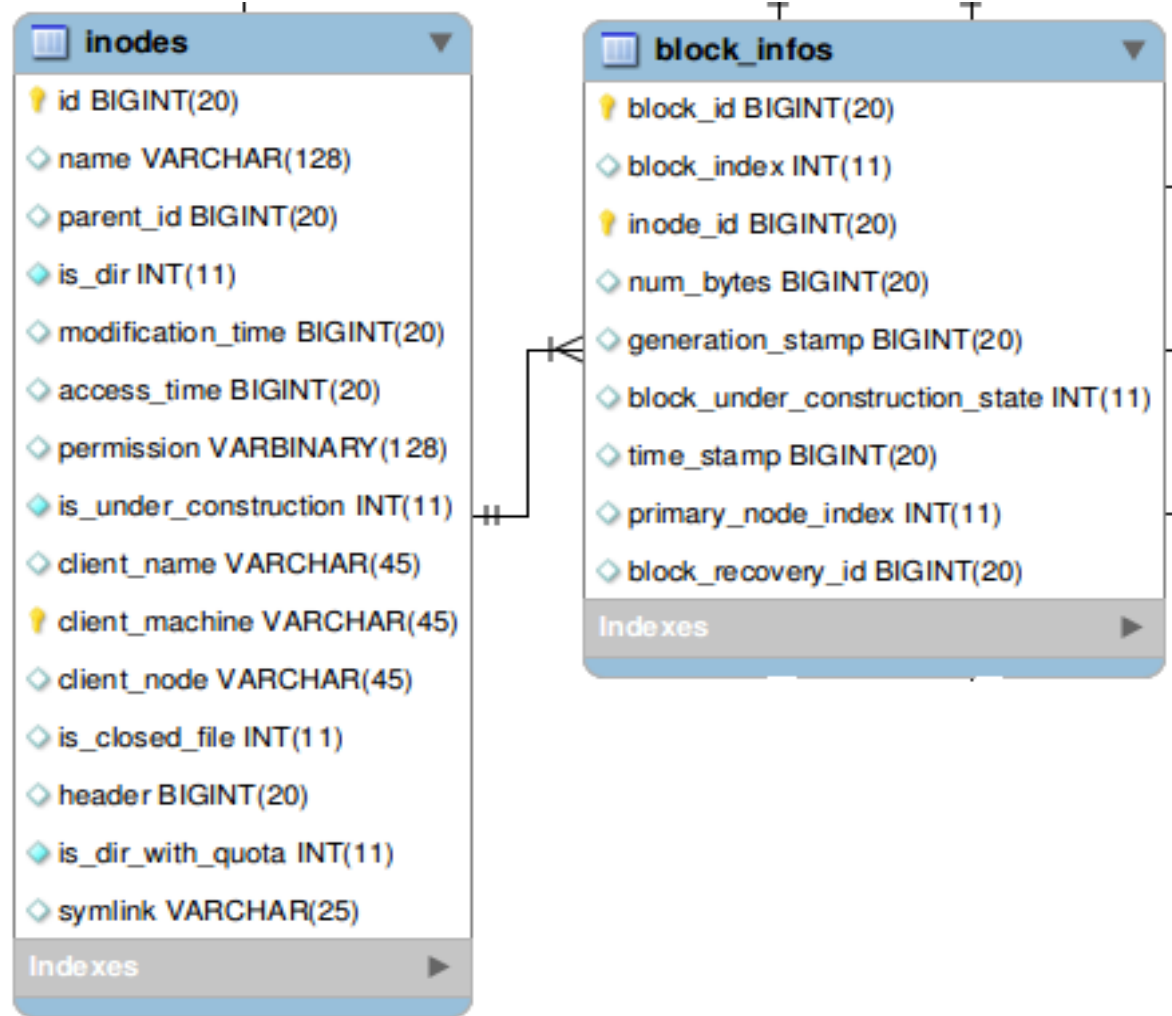 inodes
id BIGINT(20)
name VARCHAR(128)
parent_id BIGINT(20)
is_dir INT(11)
modification_time BIGINT(20)
access_time BIGINT(20)
permission VARBINARY(128)
is_under_construction INT(11)
client_name VARCHAR(45)
client_machine VARCHAR(45)
client_node VARCHAR(45)
is_closed_file INT(11)
header BIGINT(20)
is_dir_with_quota INT(11)
symlink VARCHAR(25)
Indexes
block_infos
block_id BIGINT(20)
block_index INT(11)
inode_id BIGINT(20)
num_bytes BIGINT(20)
generation_stamp BIGINT(20)
block_under_construction_state INT(11)
time_stamp BIGINT(20)
primary_node_index INT(11)
block_recovery_id BIGINT(20)
Indexes